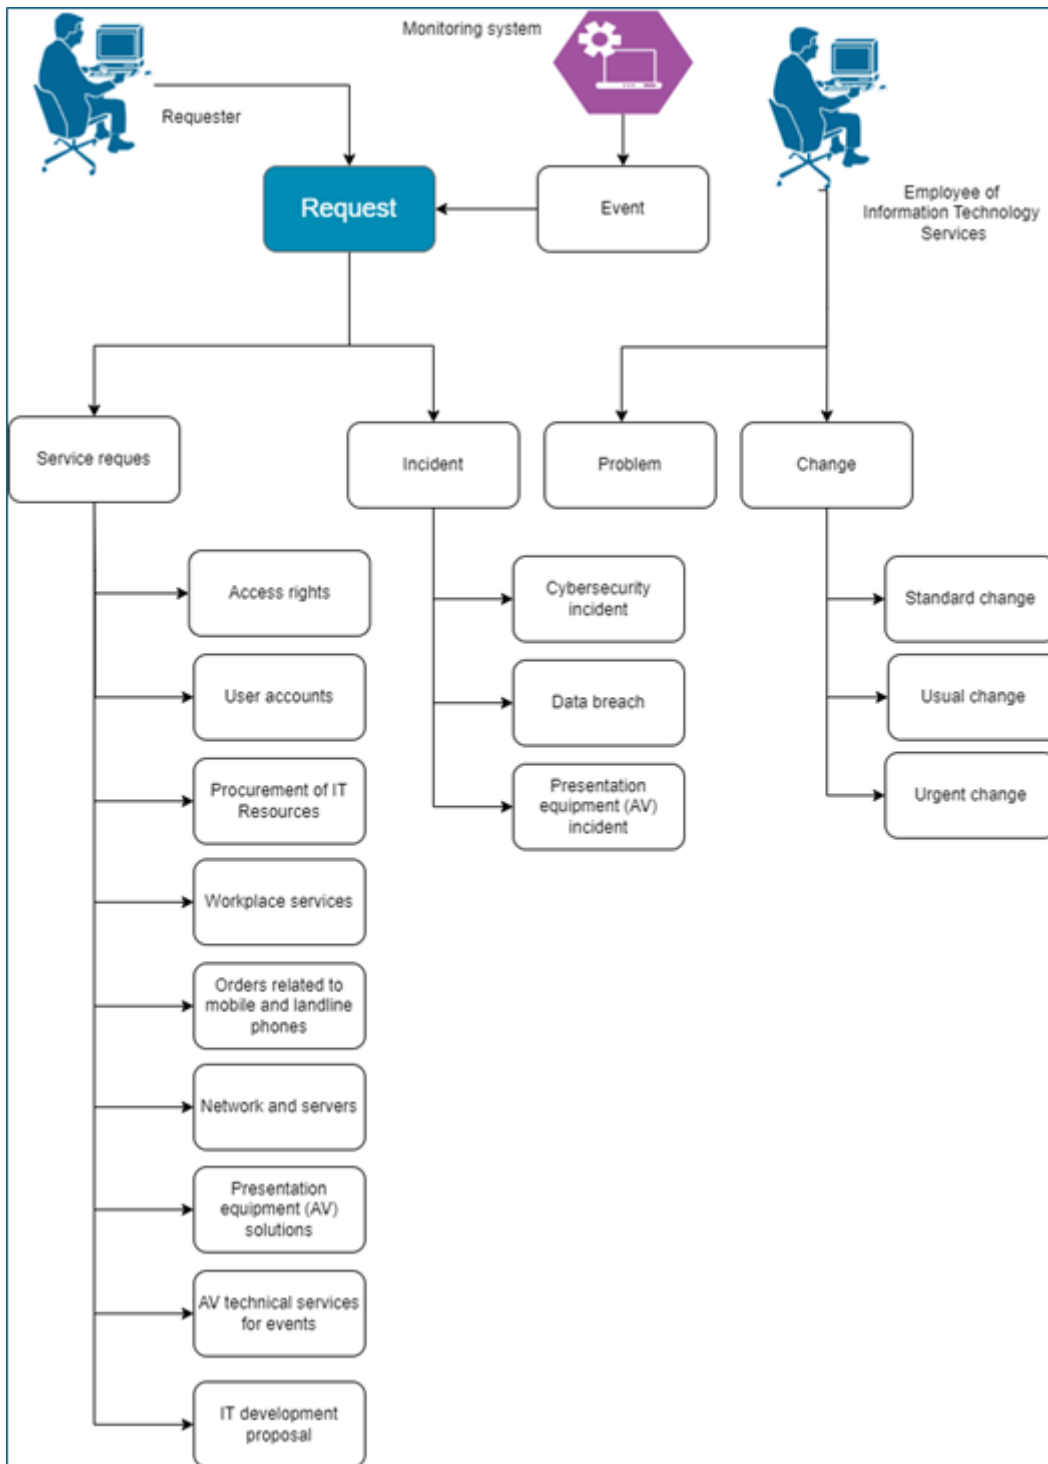 Monitoring system
Requester
Request
Event
Employee of
Information Technology
Services
Service reques
Incident
Problem
Change
Access rights
User accounts
Procurement of IT
Resources
Workplace services
Orders related to
mobile and landline
phones
Network and servers
Presentation
equipment (AV)
solutions
AV technical services
for events
IT development
proposal
Cybersecurity
incident
Data breach
Presentation
equipment (AV)
incident
Standard change
Usual change
Urgent change